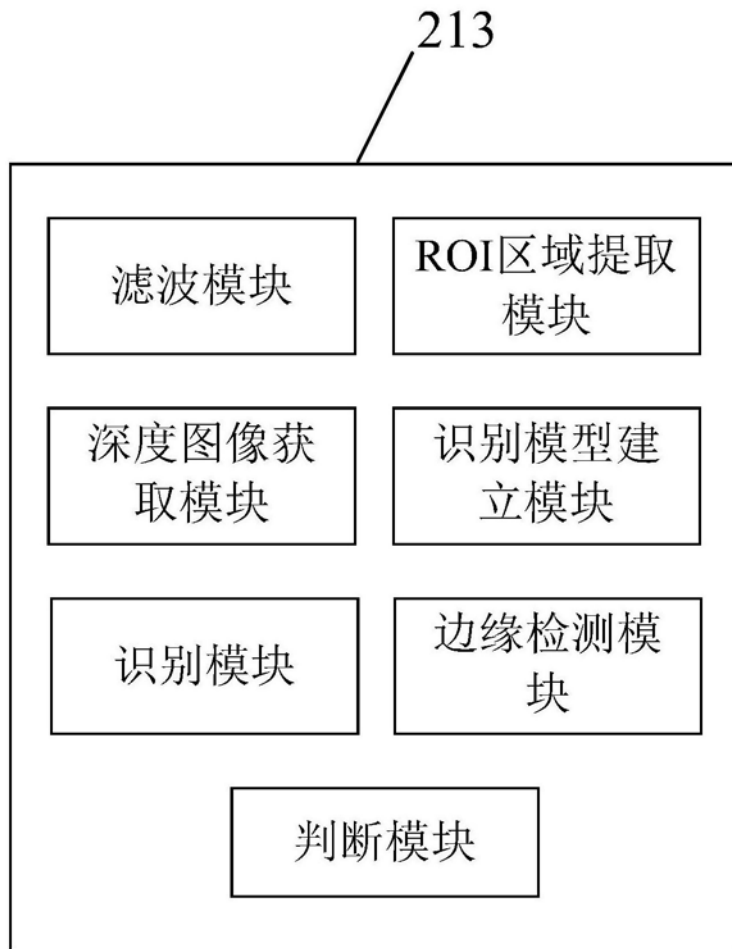 213
滤波模块
ROI区域提取
模块
深度图像获
取模块
识别模型建
立模块
识别模块
边缘检测模
块
判断模块